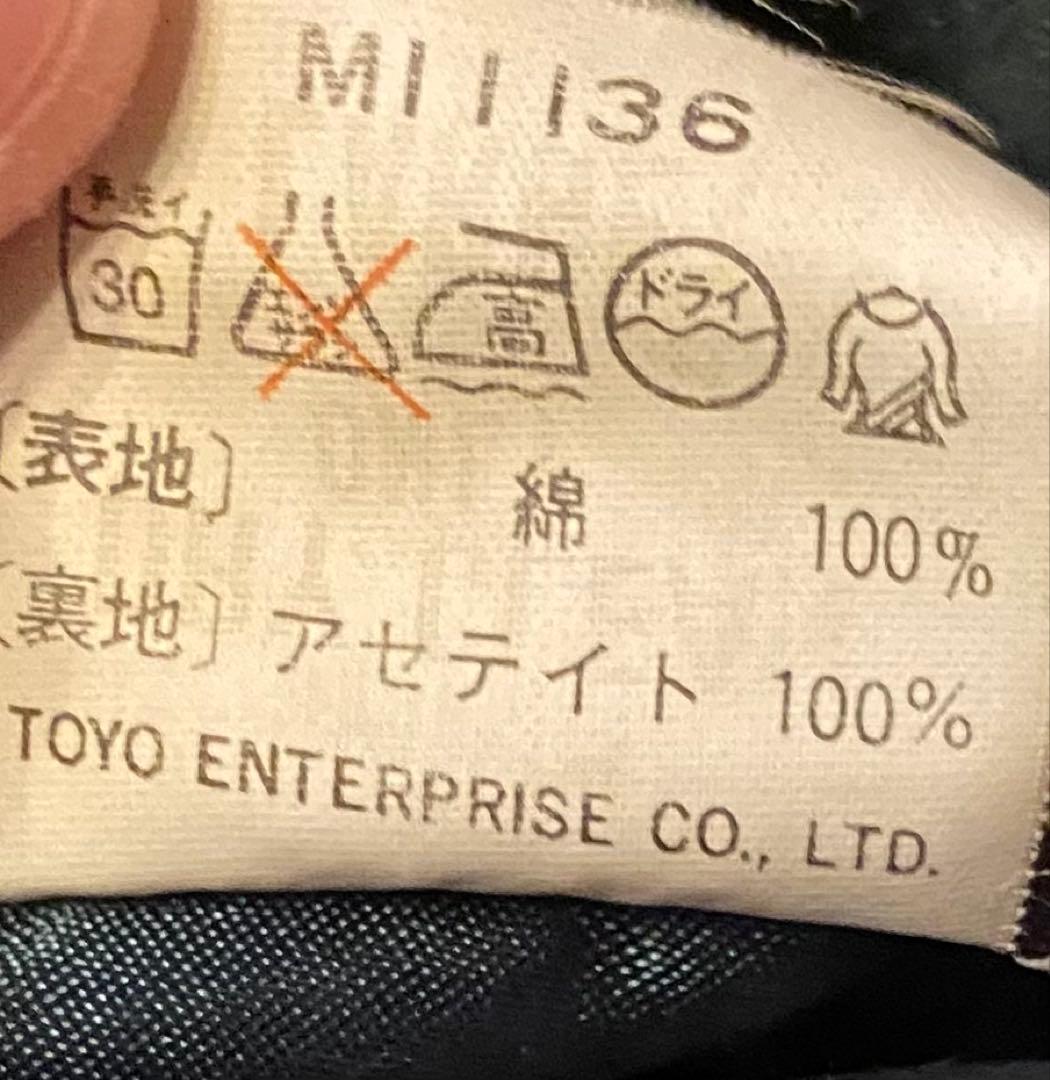 M11136
手洗イ
30
高
ドライ
〔表地〕 綿 100%
〔裏地〕 アセテイト 100%
TOYO ENTERPRISE CO., LTD.